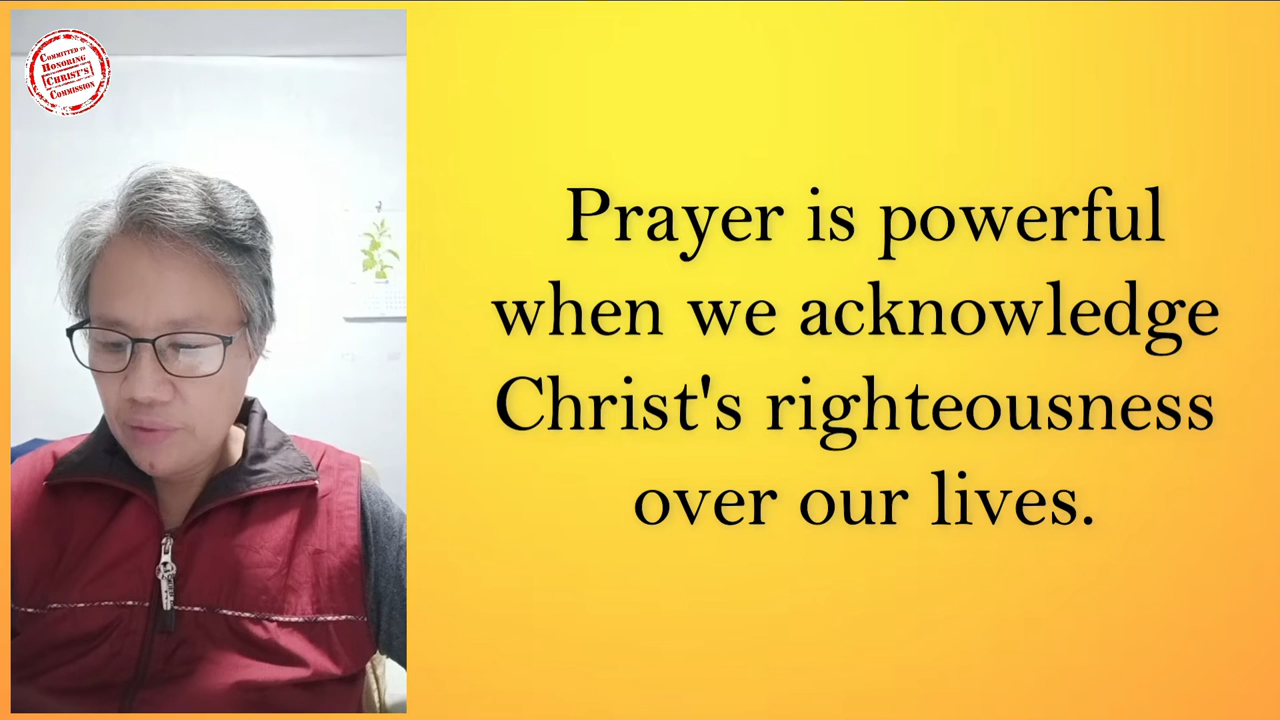 COMMITTED TO
HONORING
CHRIST'S
COMMISSION
Prayer is powerful
when we acknowledge
Christ's righteousness
over our lives.